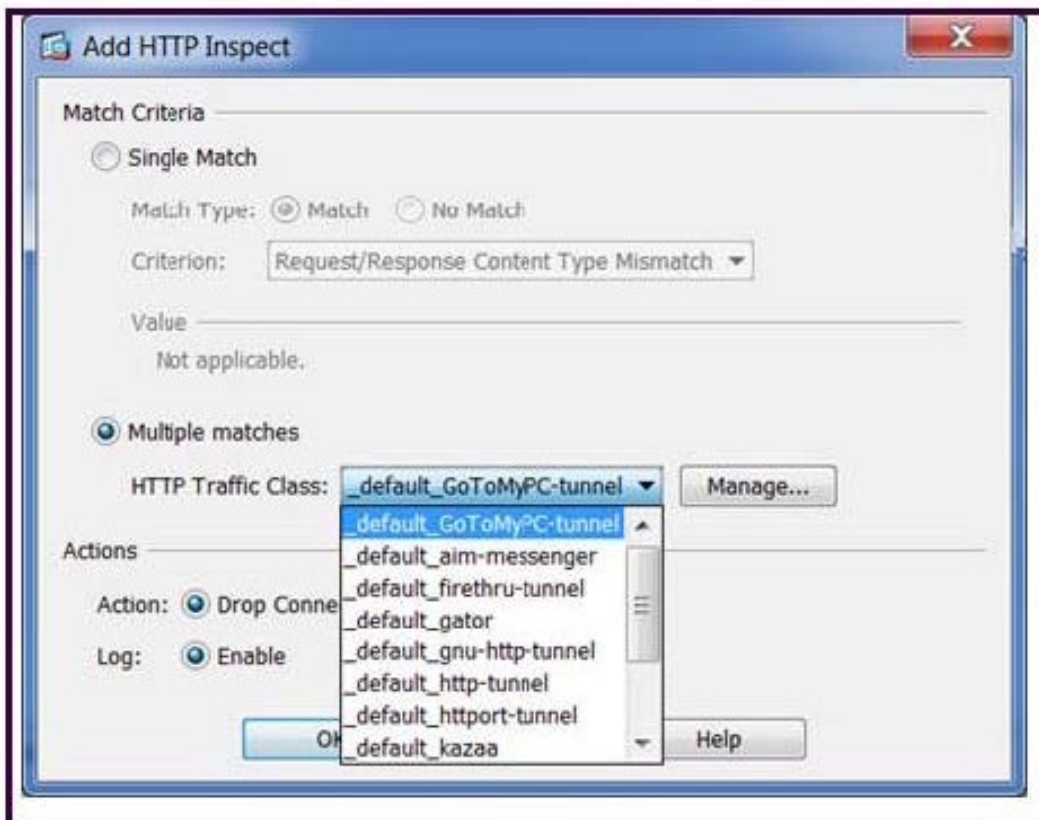 Add HTTP Inspect
Match Criteria
Single Match
Match Type: Match No Match
Criterion: Request/Response Content Type Mismatch
Value
Not applicable.
Multiple matches
HTTP Traffic Class: _default_GoToMyPC-tunnel Manage...
_default_GoToMyPC-tunnel
_default_aim-messenger
_default_firethru-tunnel
_default_gator
_default_gnu-http-tunnel
_default_http-tunnel
_default_httport-tunnel
_default_kazaa
Actions
Action: Drop Conne
Log: Enable
Help